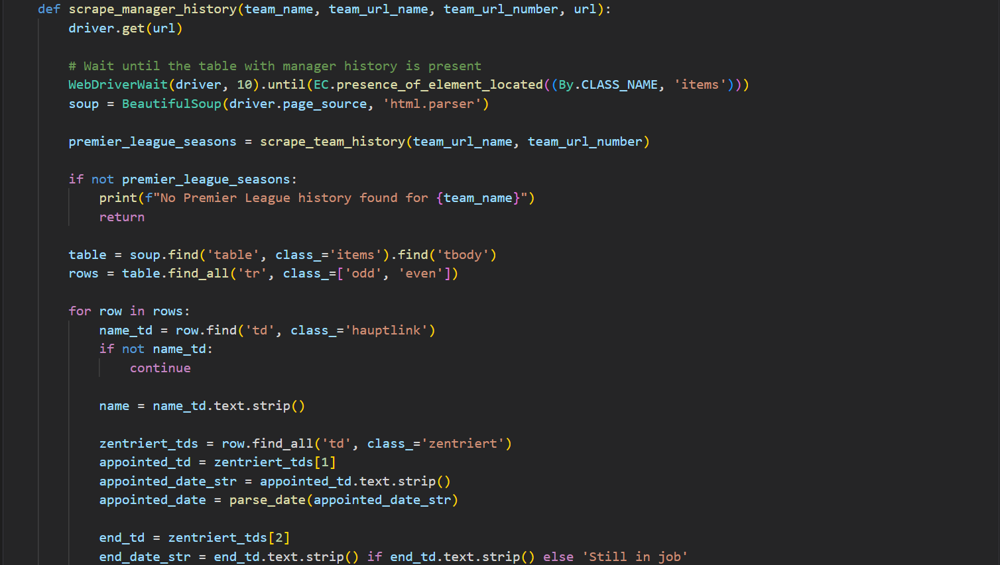 def scrape_manager_history(team_name, team_url_name, team_url_number, url):
    driver.get(url)

    # Wait until the table with manager history is present
    WebDriverWait(driver, 10).until(EC.presence_of_element_located((By.CLASS_NAME, 'items')))
    soup = BeautifulSoup(driver.page_source, 'html.parser')

    premier_league_seasons = scrape_team_history(team_url_name, team_url_number)

    if not premier_league_seasons:
        print(f"No Premier League history found for {team_name}")
        return

    table = soup.find('table', class_='items').find('tbody')
    rows = table.find_all('tr', class_=['odd', 'even'])

    for row in rows:
        name_td = row.find('td', class_='hauptlink')
        if not name_td:
            continue

        name = name_td.text.strip()

        zentriert_tds = row.find_all('td', class_='zentriert')
        appointed_td = zentriert_tds[1]
        appointed_date_str = appointed_td.text.strip()
        appointed_date = parse_date(appointed_date_str)

        end_td = zentriert_tds[2]
        end_date_str = end_td.text.strip() if end_td.text.strip() else 'Still in job'